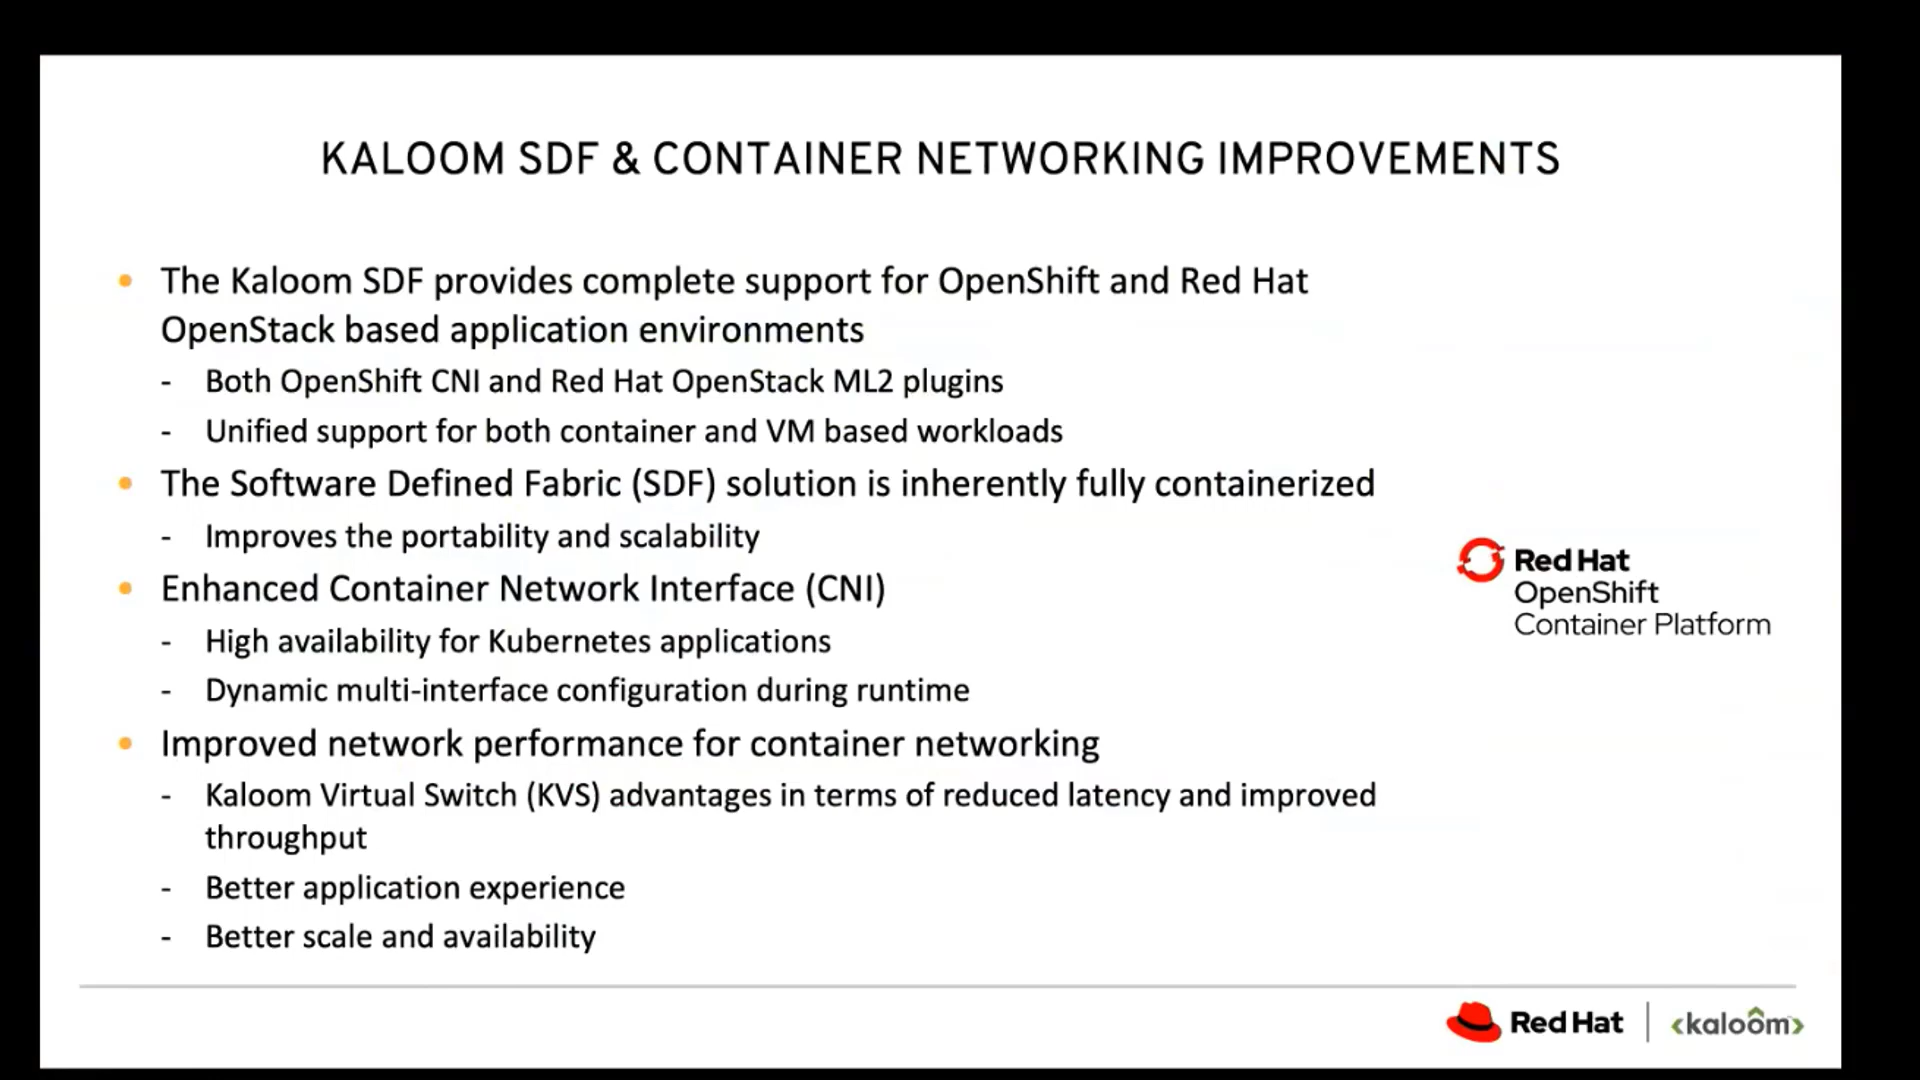 KALOOM SDF & CONTAINER NETWORKING IMPROVEMENTS
• The Kaloom SDF provides complete support for OpenShift and Red Hat
OpenStack based application environments
- Both OpenShift CNI and Red Hat OpenStack ML2 plugins
- Unified support for both container and VM based workloads
• The Software Defined Fabric (SDF) solution is inherently fully containerized
- Improves the portability and scalability
• Enhanced Container Network Interface (CNI)
- High availability for Kubernetes applications
- Dynamic multi-interface configuration during runtime
• Improved network performance for container networking
- Kaloom Virtual Switch (KVS) advantages in terms of reduced latency and improved
throughput
- Better application experience
- Better scale and availability
Red Hat
OpenShift
Container Platform
Red Hat | <kaloom>